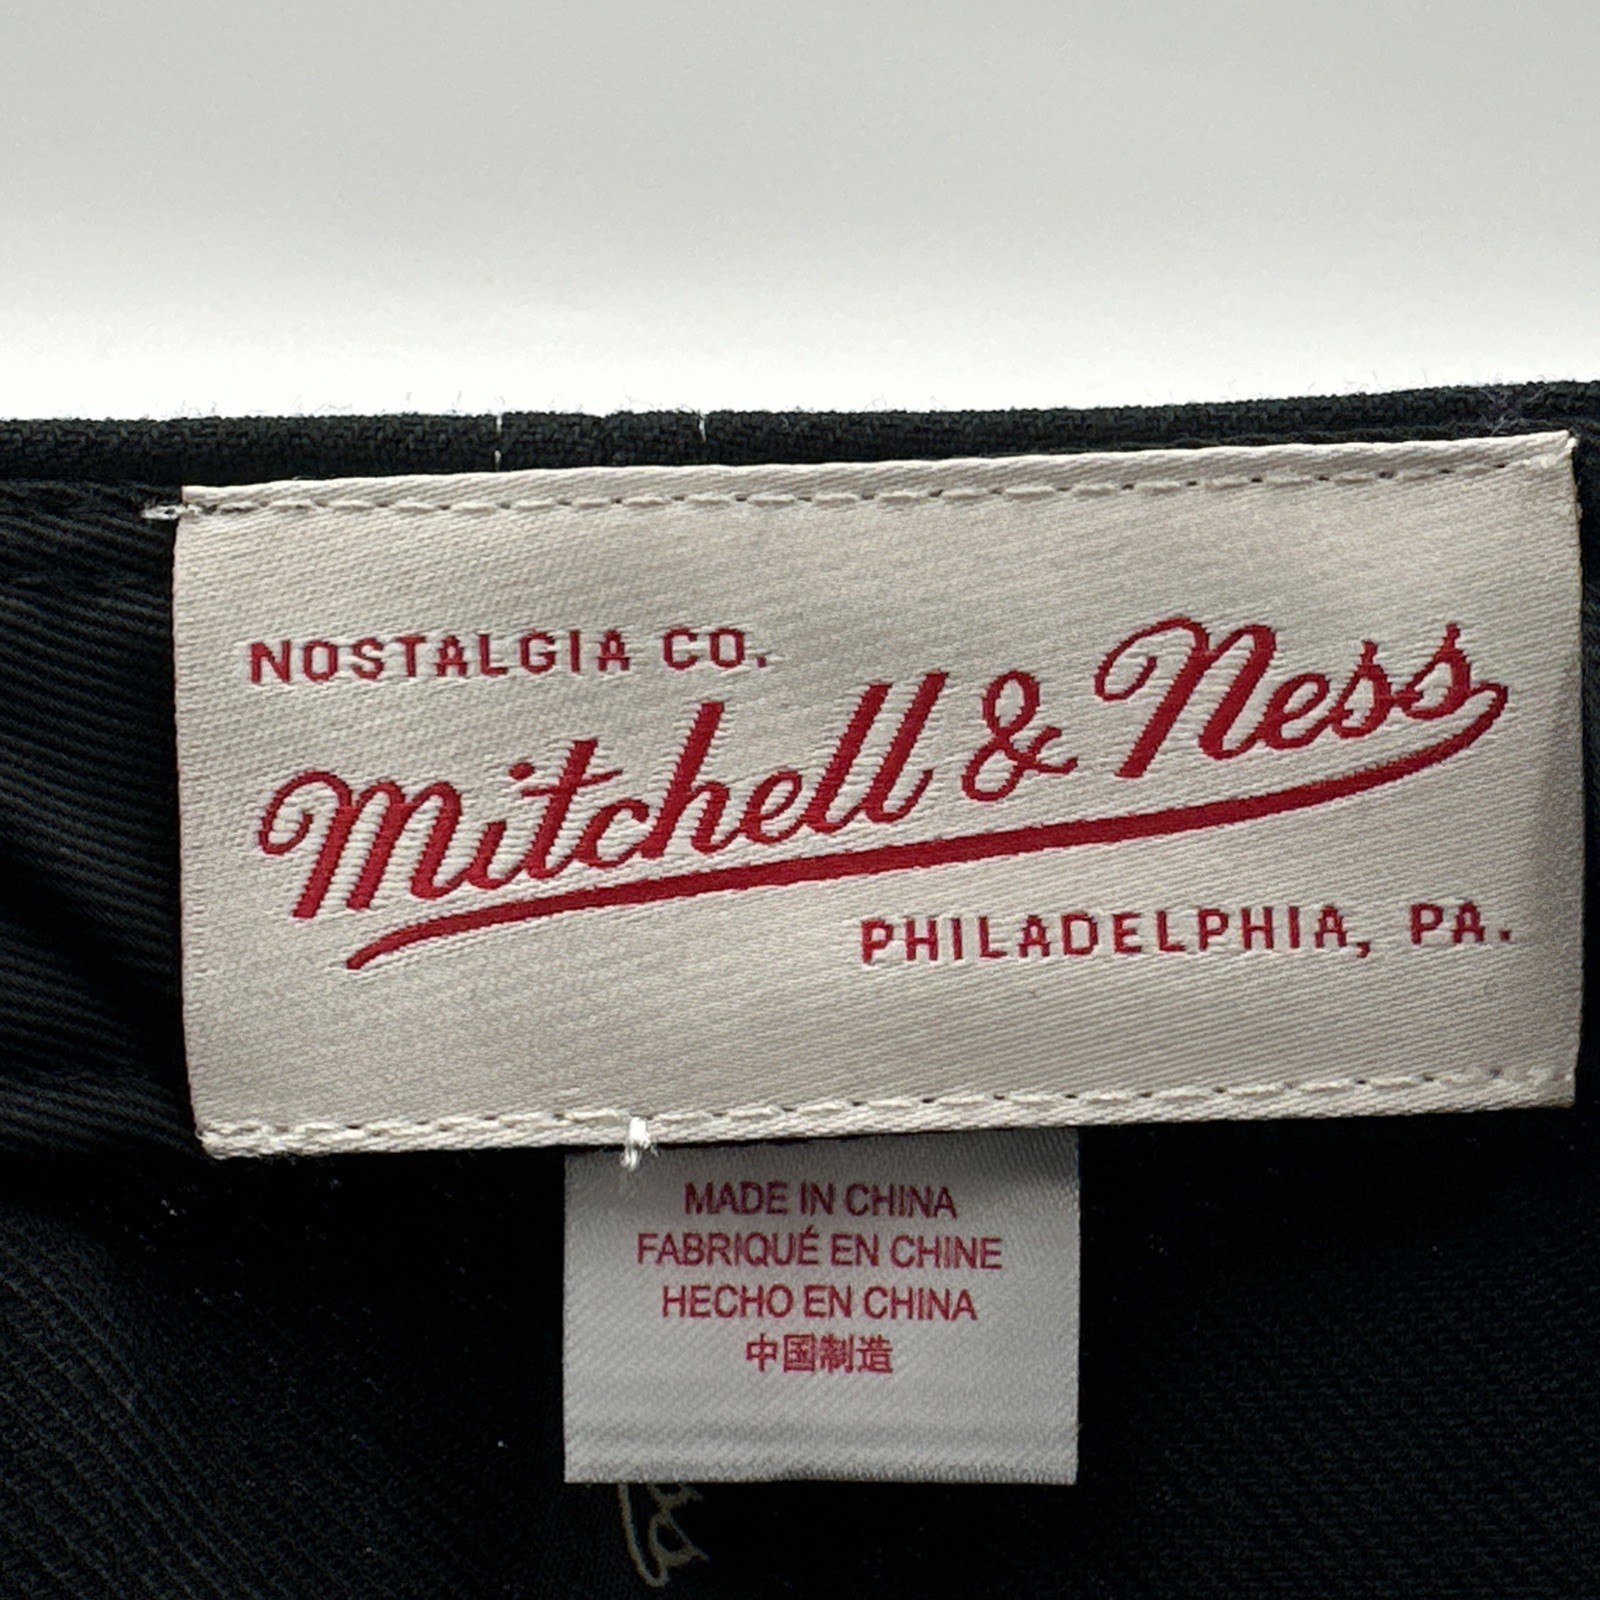 NOSTALGIA CO.
Mitchell & Ness
PHILADELPHIA, PA.
MADE IN CHINA
FABRIQUÉ EN CHINE
HECHO EN CHINA
中国制造